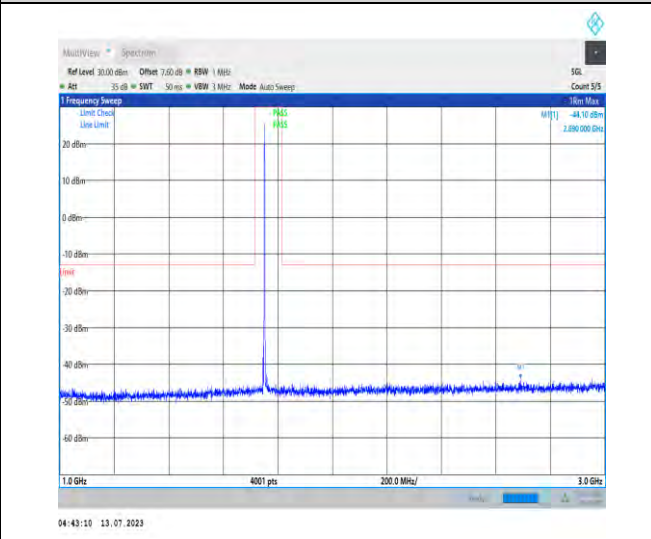 MultiView Spectrum
Ref Level 30.00 dBm Offset 7.60 dB RBW 1 MHz SGL
Att 35 dB SWT 50 ms VBW 3 MHz Mode Auto Sweep Count 5/5
1 Frequency Sweep 1Rm Max
Limit Check PASS M1[1] -44.10 dBm
Line Limit PASS 2.690 000 GHz
20 dBm
10 dBm
0 dBm
-10 dBm
Limit
-20 dBm
-30 dBm
-40 dBm
M1
-50 dBm
-60 dBm
1.0 GHz 4001 pts 200.0 MHz/ 3.0 GHz
04:43:10 13.07.2023